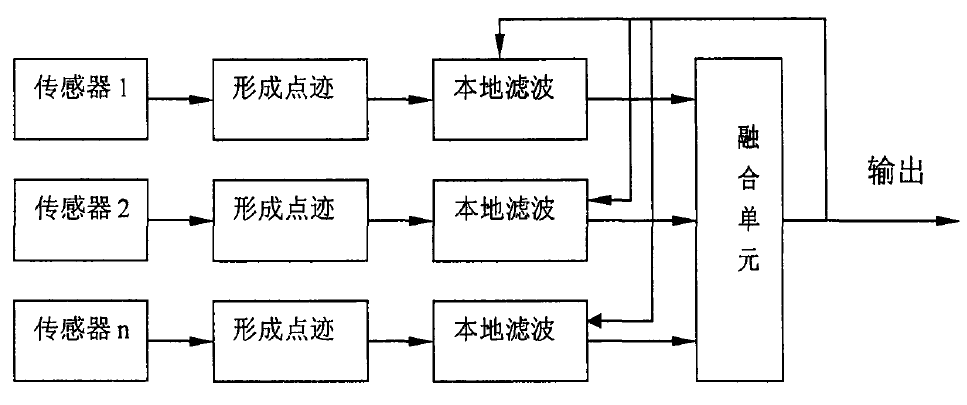 传感器1
形成点迹
本地滤波
传感器2
形成点迹
本地滤波
传感器n
形成点迹
本地滤波
融合单元
输出